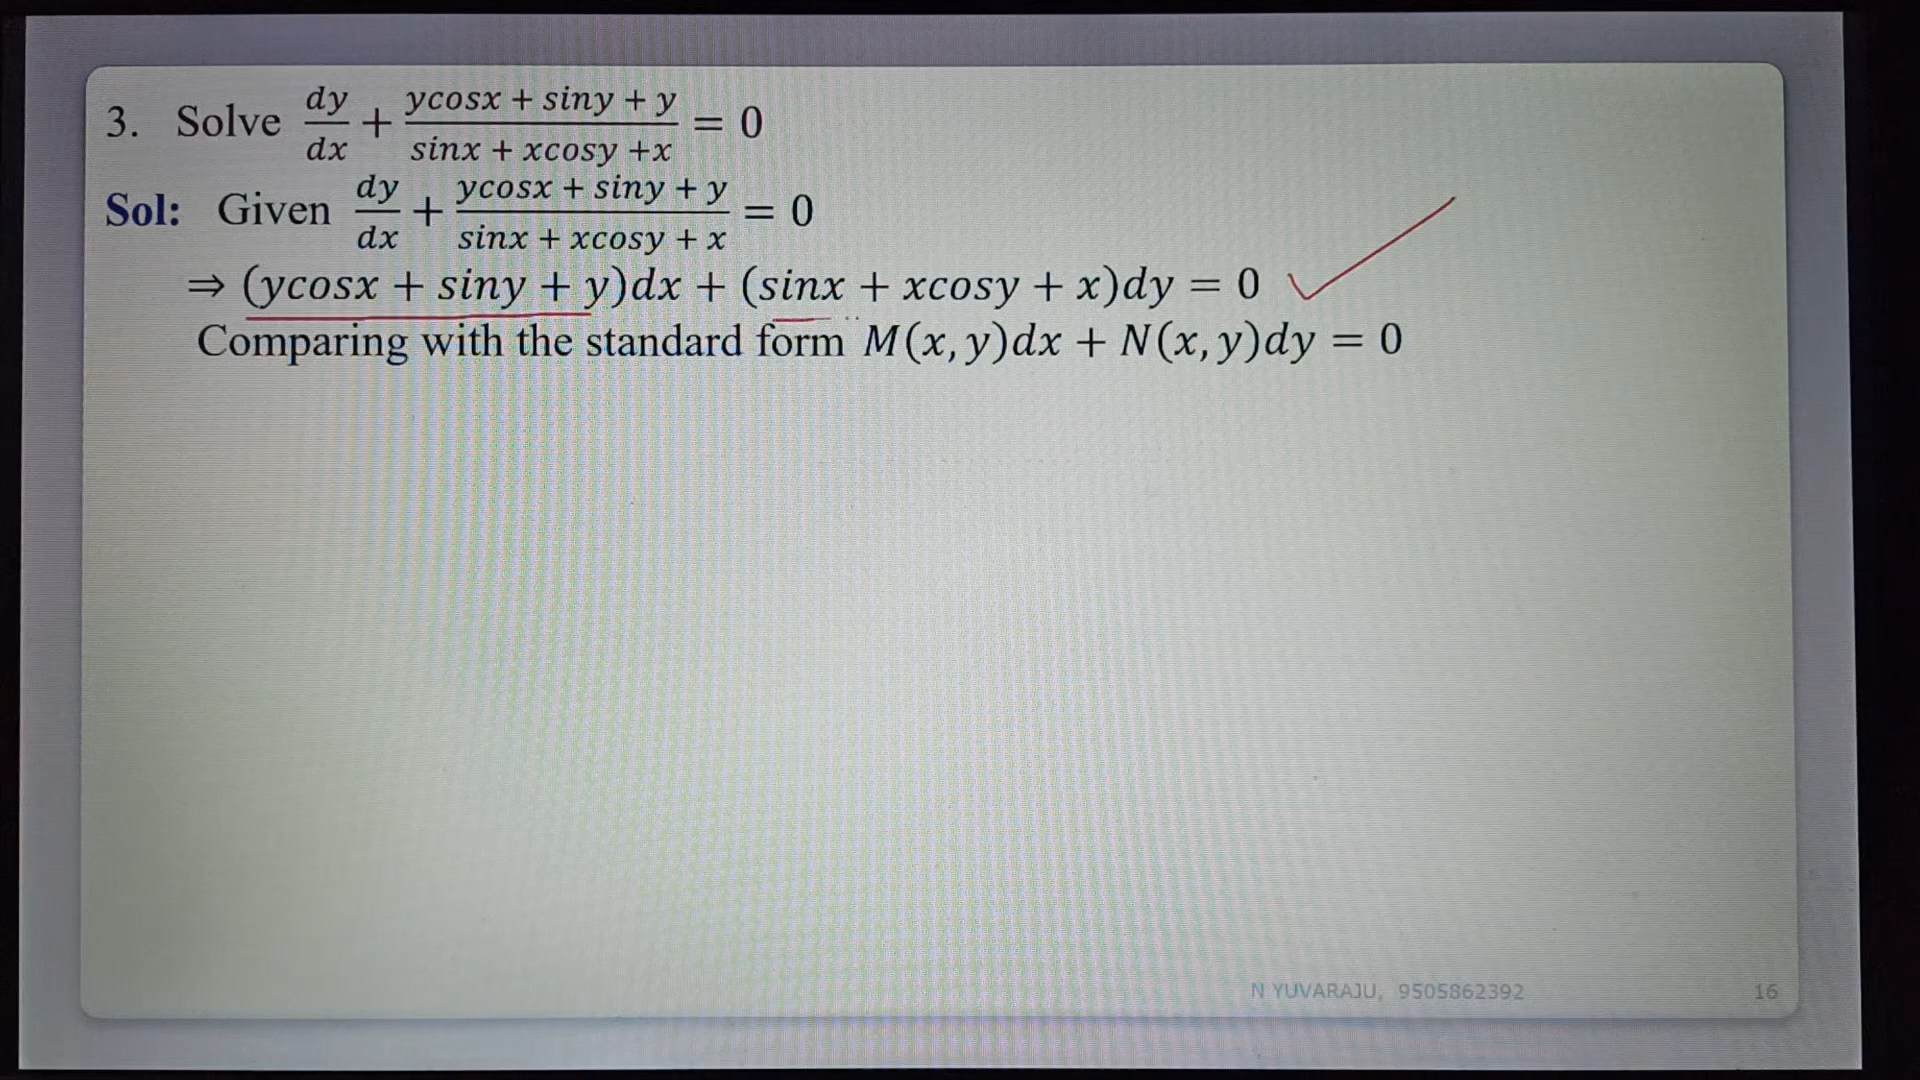 3. Solve dy/dx + (ycosx + siny + y)/(sinx + xcosy +x) = 0
Sol: Given dy/dx + (ycosx + siny + y)/(sinx + xcosy + x) = 0
⇒ (ycosx + siny + y)dx + (sinx + xcosy + x)dy = 0
Comparing with the standard form M(x, y)dx + N(x, y)dy = 0
N YUVARAJU, 9505862392 16